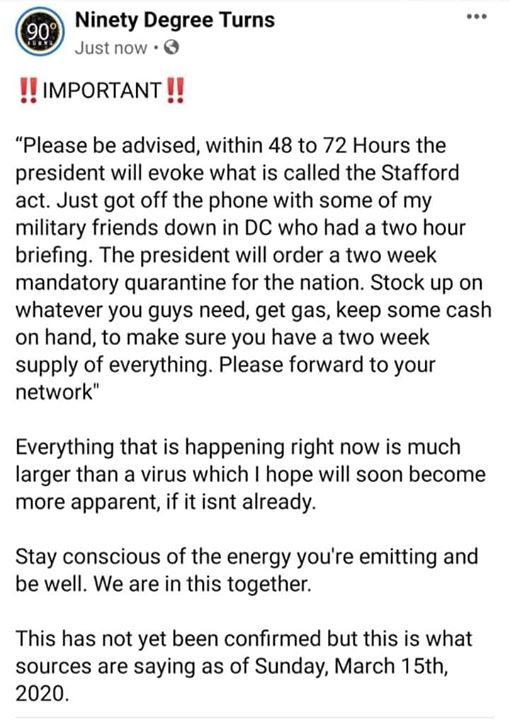 90°
TURNS
Ninety Degree Turns
Just now
‼️IMPORTANT‼️
“Please be advised, within 48 to 72 Hours the
president will evoke what is called the Stafford
act. Just got off the phone with some of my
military friends down in DC who had a two hour
briefing. The president will order a two week
mandatory quarantine for the nation. Stock up on
whatever you guys need, get gas, keep some cash
on hand, to make sure you have a two week
supply of everything. Please forward to your
network"
Everything that is happening right now is much
larger than a virus which I hope will soon become
more apparent, if it isnt already.
Stay conscious of the energy you're emitting and
be well. We are in this together.
This has not yet been confirmed but this is what
sources are saying as of Sunday, March 15th,
2020.